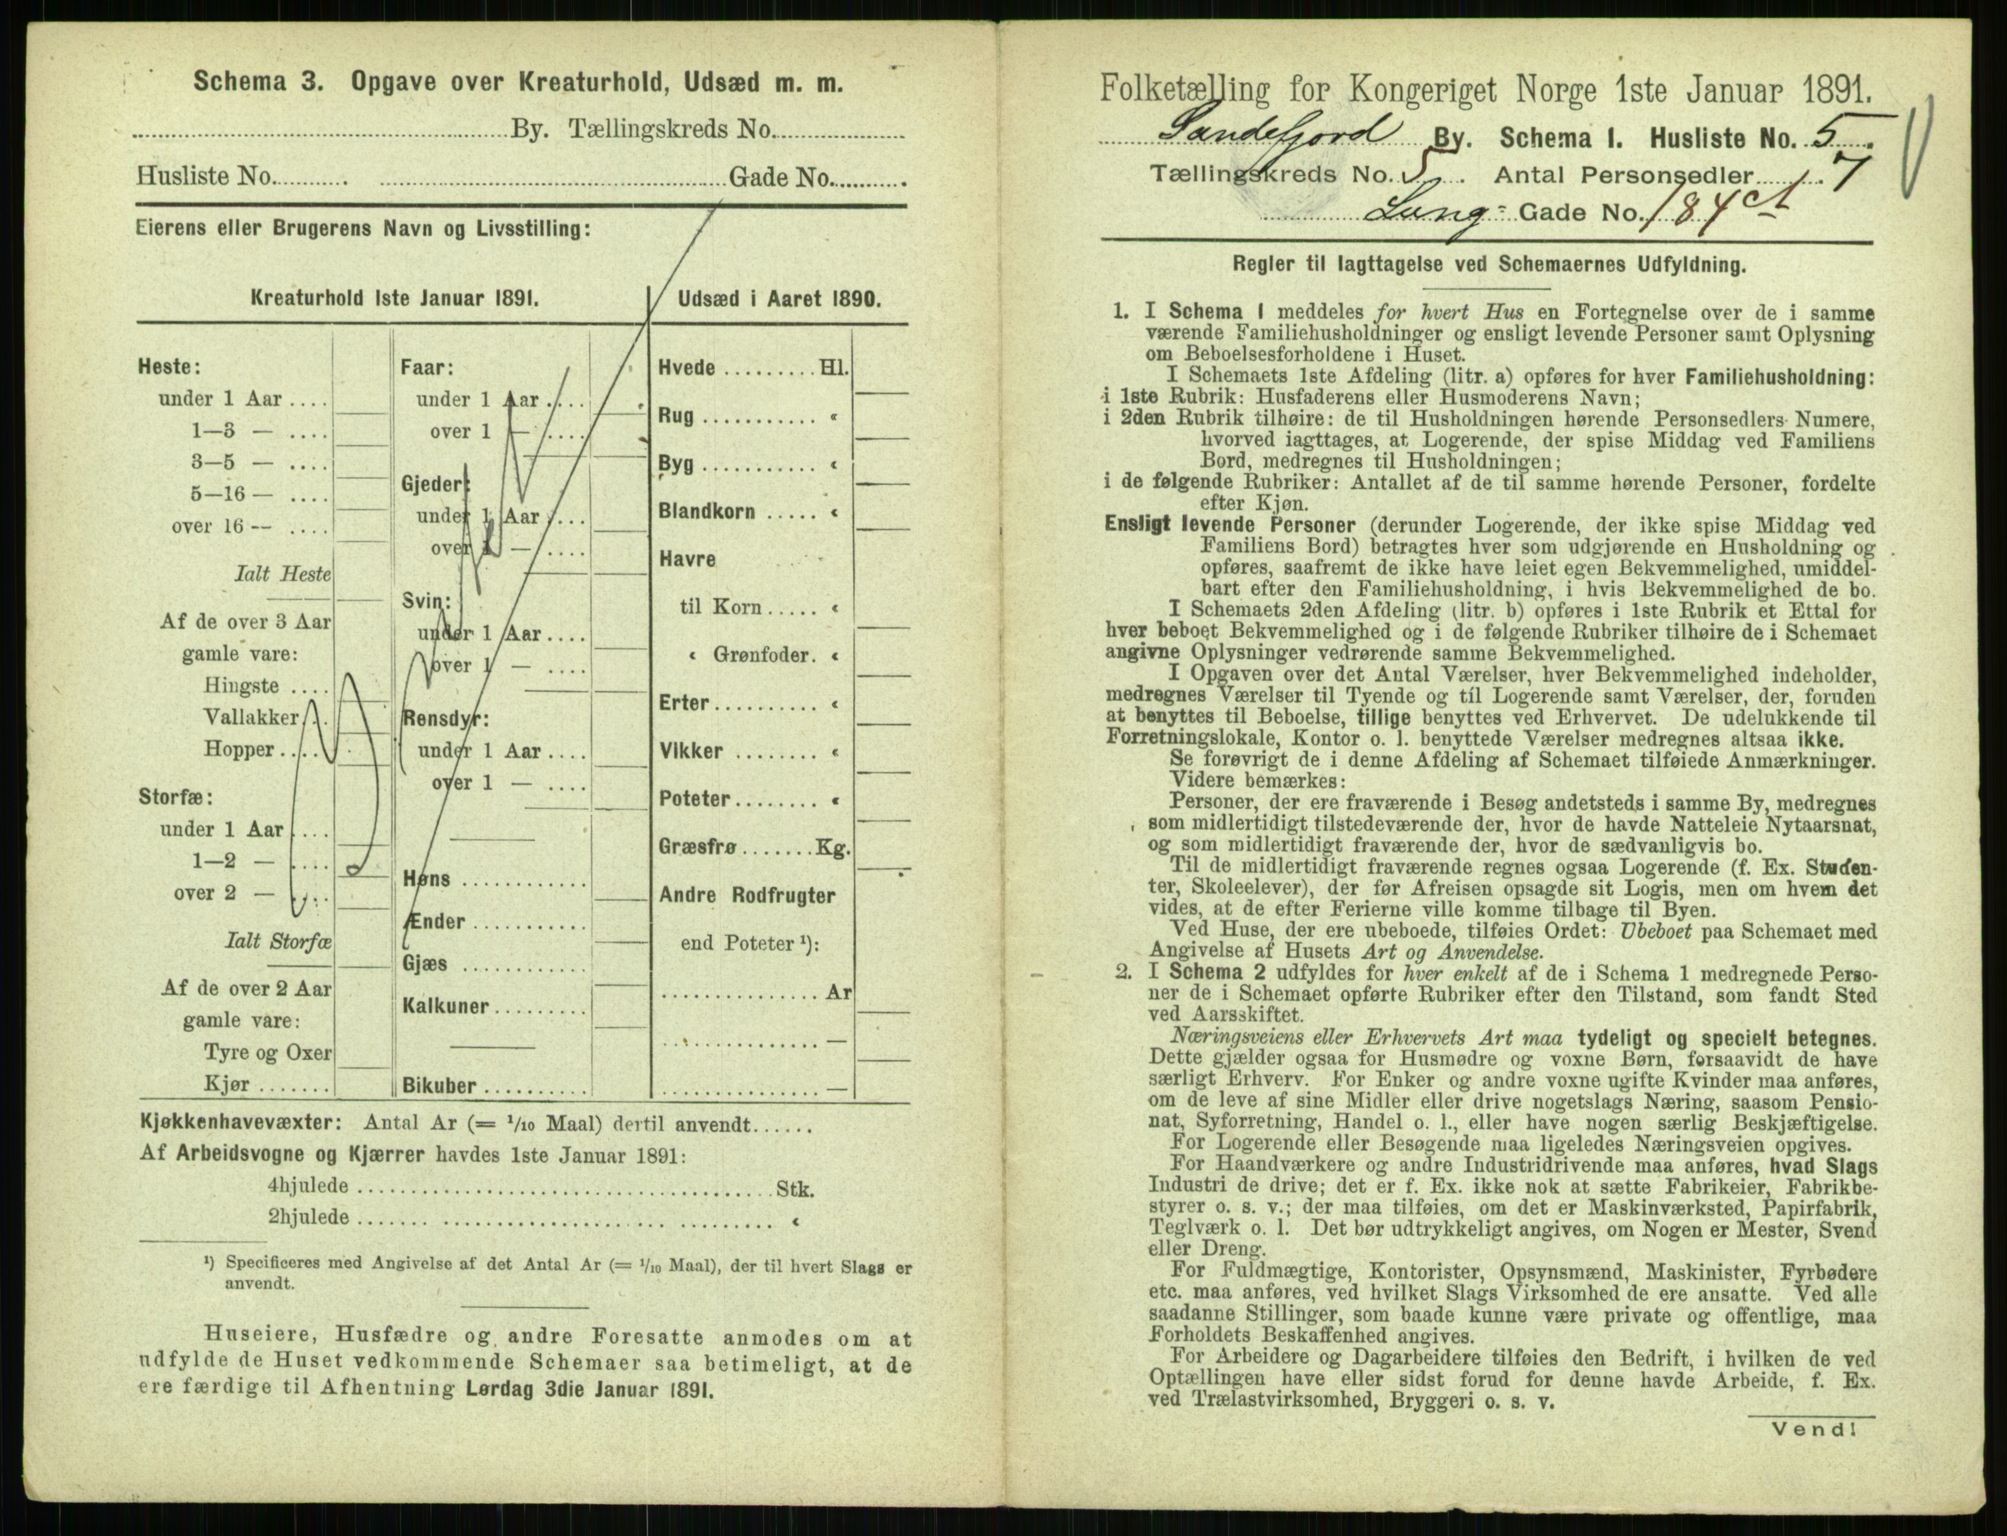 Schema 3. Opgave over Kreaturhold, Udsæd m. m.
By. Tællingskreds No.
Husliste No. Gade No.
Eierens eller Brugerens Navn og Livsstilling:
Kreaturhold 1ste Januar 1891.
Heste:
under 1 Aar
1—3 —
3—5 —
5—16 —
over 16 —
Ialt Heste
Af de over 3 Aar
gamle vare:
Hingste
Vallakker
Hopper
Storfæ:
under 1 Aar
1—2 —
over 2 —
Ialt Storfæ
Af de over 2 Aar
gamle vare:
Tyre og Oxer
Kjør
Faar:
under 1 Aar
over 1 —
Gjeder:
under 1 Aar
over 1 —
Svin:
under 1 Aar
over 1 —
Rensdyr:
under 1 Aar
over 1 —
Høns
Ænder
Gjæs
Kalkuner
Bikuber
Udsæd i Aaret 1890.
Hvede Hl.
Rug «
Byg «
Blandkorn «
Havre
til Korn «
« Grønfoder. «
Erter «
Vikker «
Poteter «
Græsfrø Kg.
Andre Rodfrugter
end Poteter ¹):
Ar
—
—
Kjøkkenhavevæxter: Antal Ar (= ¹/₁₀ Maal) dertil anvendt
Af Arbeidsvogne og Kjærrer havdes 1ste Januar 1891:
4hjulede Stk.
2hjulede «
¹) Specificeres med Angivelse af det Antal Ar (= ¹/₁₀ Maal), der til hvert Slags er
anvendt.
Huseiere, Husfædre og andre Foresatte anmodes om at
udfylde de Huset vedkommende Schemaer saa betimeligt, at de
ere færdige til Afhentning Lørdag 3die Januar 1891.
Folketælling for Kongeriget Norge 1ste Januar 1891.
Sandefjord By. Schema 1. Husliste No. 5.
Tællingskreds No. 5. Antal Personsedler 7
Lang- Gade No. 184
Regler til Iagttagelse ved Schemaernes Udfyldning.
1. I Schema 1 meddeles for hvert Hus en Fortegnelse over de i samme
værende Familiehusholdninger og ensligt levende Personer samt Oplysning
om Beboelsesforholdene i Huset.
I Schemaets 1ste Afdeling (litr. a) opføres for hver Familiehusholdning:
i 1ste Rubrik: Husfaderens eller Husmoderens Navn;
i 2den Rubrik tilhøire: de til Husholdningen hørende Personsedlers Numere,
hvorved iagttages, at Logerende, der spise Middag ved Familiens
Bord, medregnes til Husholdningen;
i de følgende Rubriker: Antallet af de til samme hørende Personer, fordelte
efter Kjøn.
Ensligt levende Personer (derunder Logerende, der ikke spise Middag ved
Familiens Bord) betragtes hver som udgjørende en Husholdning og
opføres, saafremt de ikke have leiet egen Bekvemmelighed, umiddel-
bart efter den Familiehusholdning, i hvis Bekvemmelighed de bo.
I Schemaets 2den Afdeling (litr. b) opføres i 1ste Rubrik et Ettal for
hver beboet Bekvemmelighed og i de følgende Rubriker tilhøire de i Schemaet
angivne Oplysninger vedrørende samme Bekvemmelighed.
I Opgaven over det Antal Værelser, hver Bekvemmelighed indeholder,
medregnes Værelser til Tyende og til Logerende samt Værelser, der, foruden
at benyttes til Beboelse, tillige benyttes ved Erhvervet. De udelukkende til
Forretningslokale, Kontor o. l. benyttede Værelser medregnes altsaa ikke.
Se forøvrigt de i denne Afdeling af Schemaet tilføiede Anmærkninger.
Videre bemærkes:
Personer, der ere fraværende i Besøg andetsteds i samme By, medregnes
som midlertidigt tilstedeværende der, hvor de havde Natteleie Nytaarsnat,
og som midlertidigt fraværende der, hvor de sædvanligvis bo.
Til de midlertidigt fraværende regnes ogsaa Logerende (f. Ex. Studen-
ter, Skoleelever), der før Afreisen opsagde sit Logis, men om hvem det
vides, at de efter Ferierne ville komme tilbage til Byen.
Ved Huse, der ere ubeboede, tilføies Ordet: Ubeboet paa Schemaet med
Angivelse af Husets Art og Anvendelse.
2. I Schema 2 udfyldes for hver enkelt af de i Schema 1 medregnede Perso-
ner de i Schemaet opførte Rubriker efter den Tilstand, som fandt Sted
ved Aarsskiftet.
Næringsveiens eller Erhvervets Art maa tydeligt og specielt betegnes.
Dette gjælder ogsaa for Husmødre og voxne Børn, forsaavidt de have
særligt Erhverv. For Enker og andre voxne ugifte Kvinder maa anføres,
om de leve af sine Midler eller drive nogetslags Næring, saasom Pensio-
nat, Syforretning, Handel o. l., eller have nogen særlig Beskjæftigelse.
For Logerende eller Besøgende maa ligeledes Næringsveien opgives.
For Haandværkere og andre Industridrivende maa anføres, hvad Slags
Industri de drive; det er f. Ex. ikke nok at sætte Fabrikeier, Fabrikbe-
styrer o. s. v.; der maa tilføies, om det er Maskinværksted, Papirfabrik,
Teglværk o. l. Det bør udtrykkeligt angives, om Nogen er Mester, Svend
eller Dreng.
For Fuldmægtige, Kontorister, Opsynsmænd, Maskinister, Fyrbødere
etc. maa anføres, ved hvilket Slags Virksomhed de ere ansatte. Ved alle
saadanne Stillinger, som baade kunne være private og offentlige, maa
Forholdets Beskaffenhed angives.
For Arbeidere og Dagarbeidere tilføies den Bedrift, i hvilken de ved
Optællingen have eller sidst forud for denne havde Arbeide, f. Ex.
ved Trælastvirksomhed, Bryggeri o. s. v.
Vend!